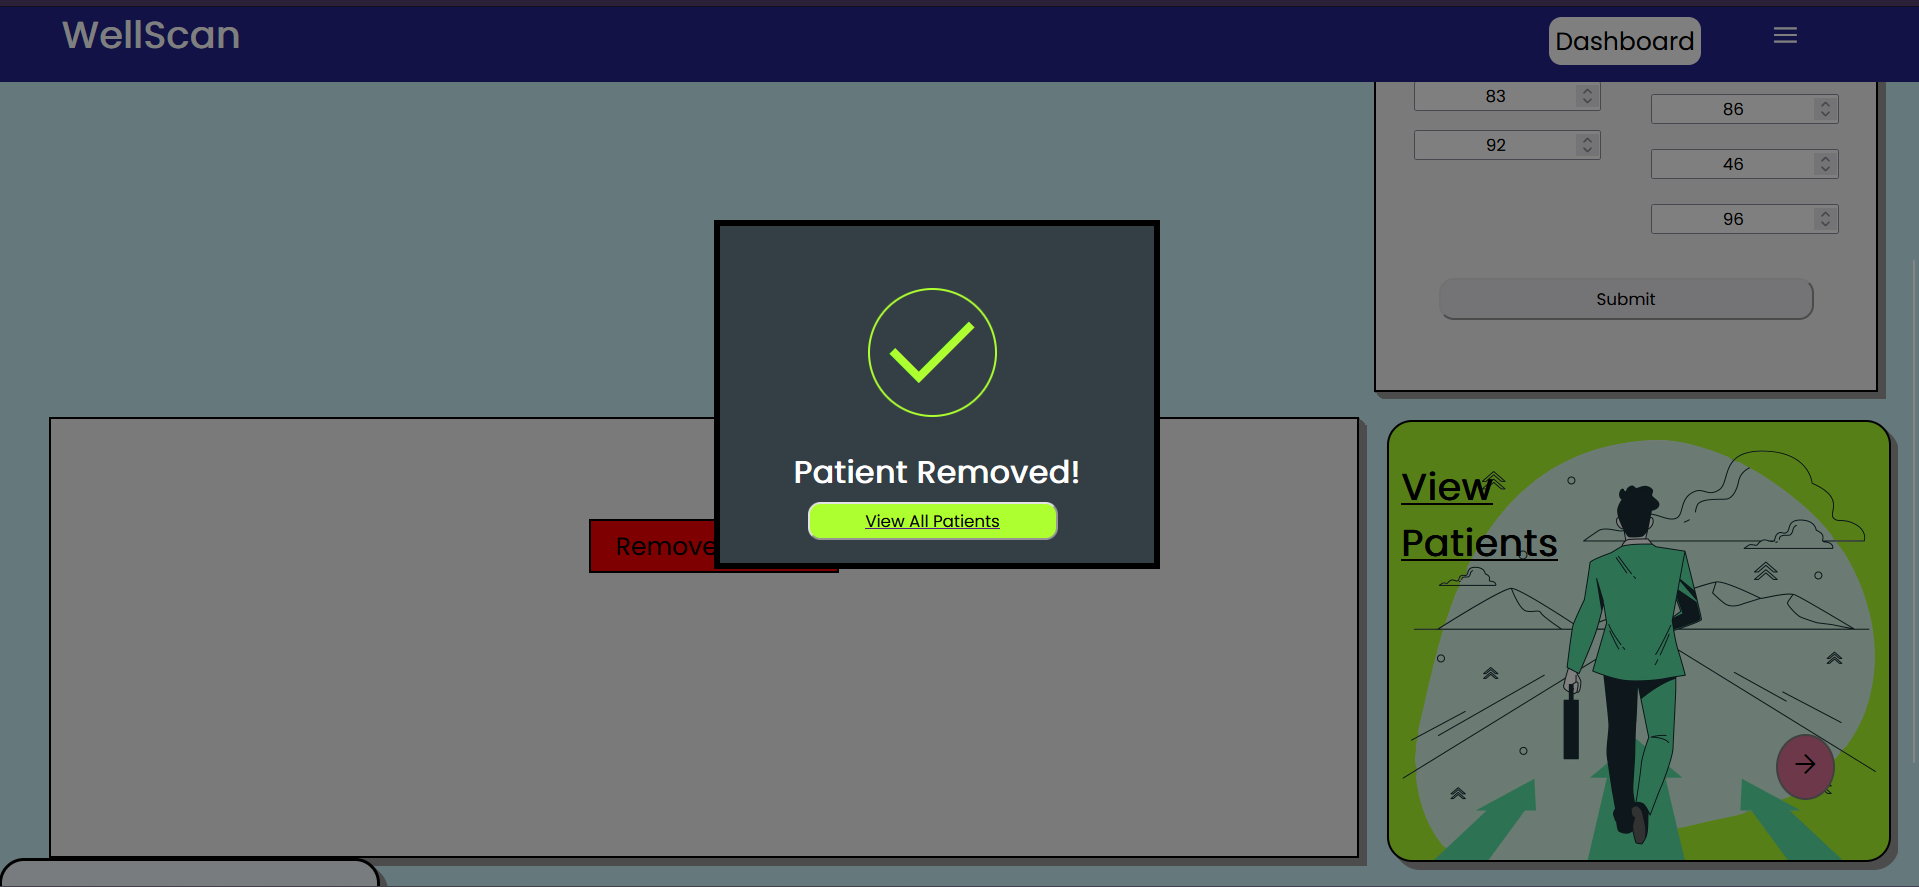 WellScan
Dashboard
83
86
92
46
96
Submit
Patient Removed!
View All Patients
Remove
View
Patients